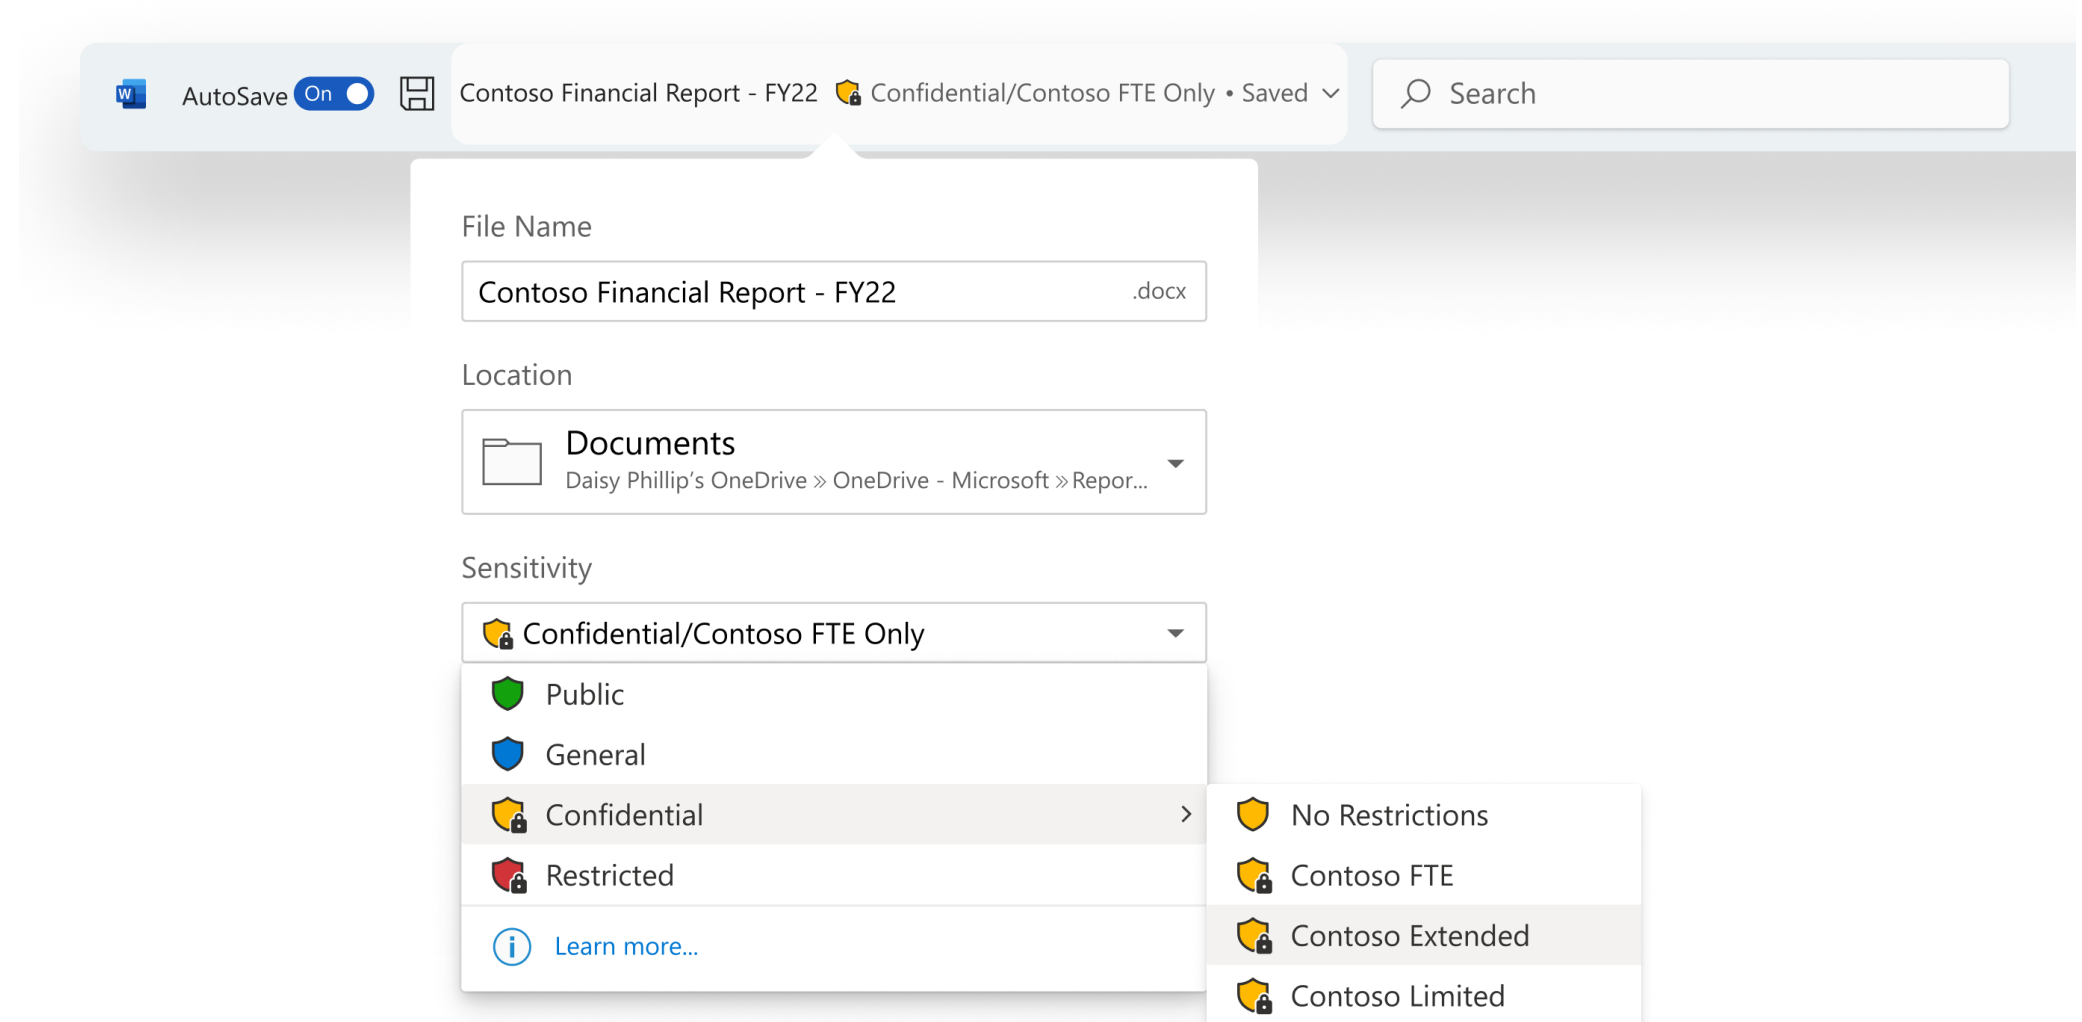 W AutoSave On Contoso Financial Report - FY22 Confidential/Contoso FTE Only • Saved Search
File Name
Contoso Financial Report - FY22 .docx
Location
Documents
Daisy Phillip's OneDrive » OneDrive - Microsoft » Repor...
Sensitivity
Confidential/Contoso FTE Only
Public
General
Confidential
Restricted
Learn more...
No Restrictions
Contoso FTE
Contoso Extended
Contoso Limited